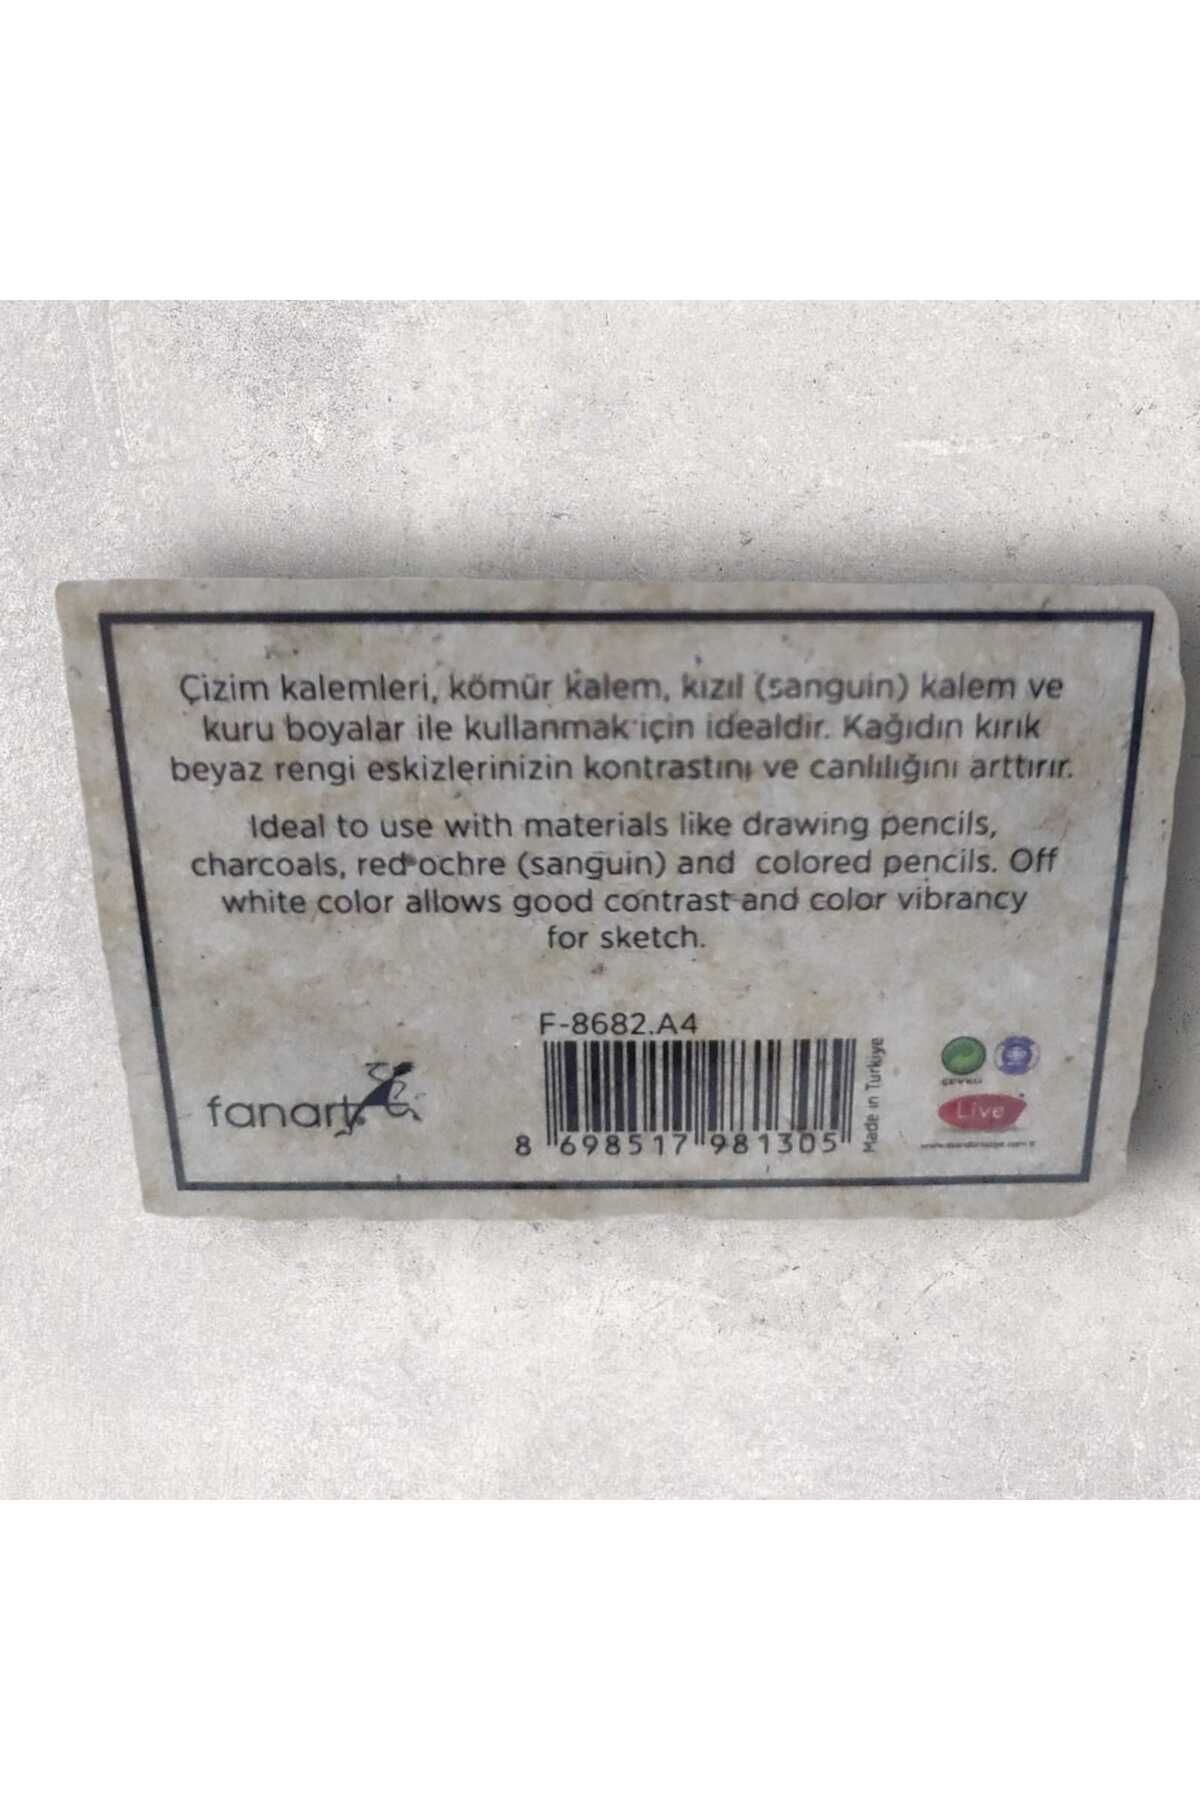 Çizim kalemleri, kömür kalem, kızıl (sanguin) kalem ve
kuru boyalar ile kullanmak için idealdir. Kağıdın kırık
beyaz rengi eskizlerinizin kontrastını ve canlılığını arttırır.
Ideal to use with materials like drawing pencils,
charcoals, red ochre (sanguin) and colored pencils. Off
white color allows good contrast and color vibrancy
for sketch.
F-8682.A4
fanart
8 698517 981305
Made in Turkiye
Live